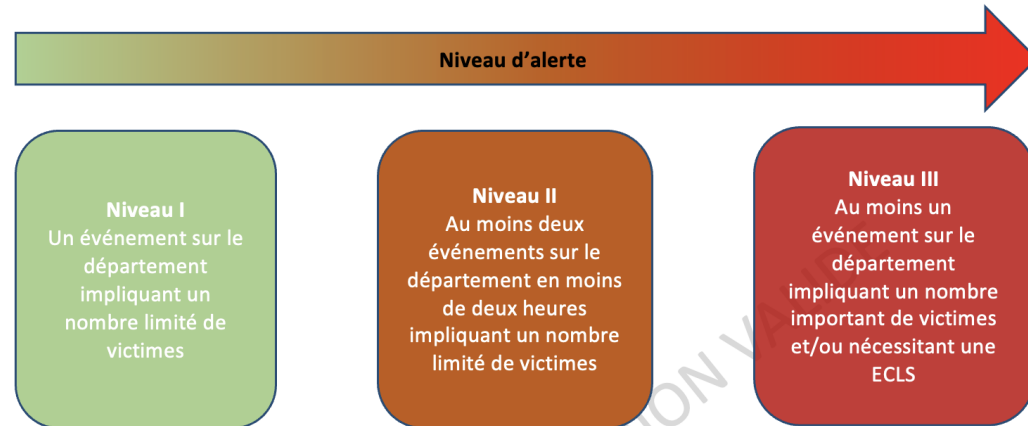 Niveau d'alerte
Niveau I
Un événement sur le
département
impliquant un
nombre limité de
victimes
Niveau II
Au moins deux
événements sur le
département en moins
de deux heures
impliquant un nombre
limité de victimes
Niveau III
Au moins un
événement sur le
département
impliquant un nombre
important de victimes
et/ou nécessitant une
ECLS